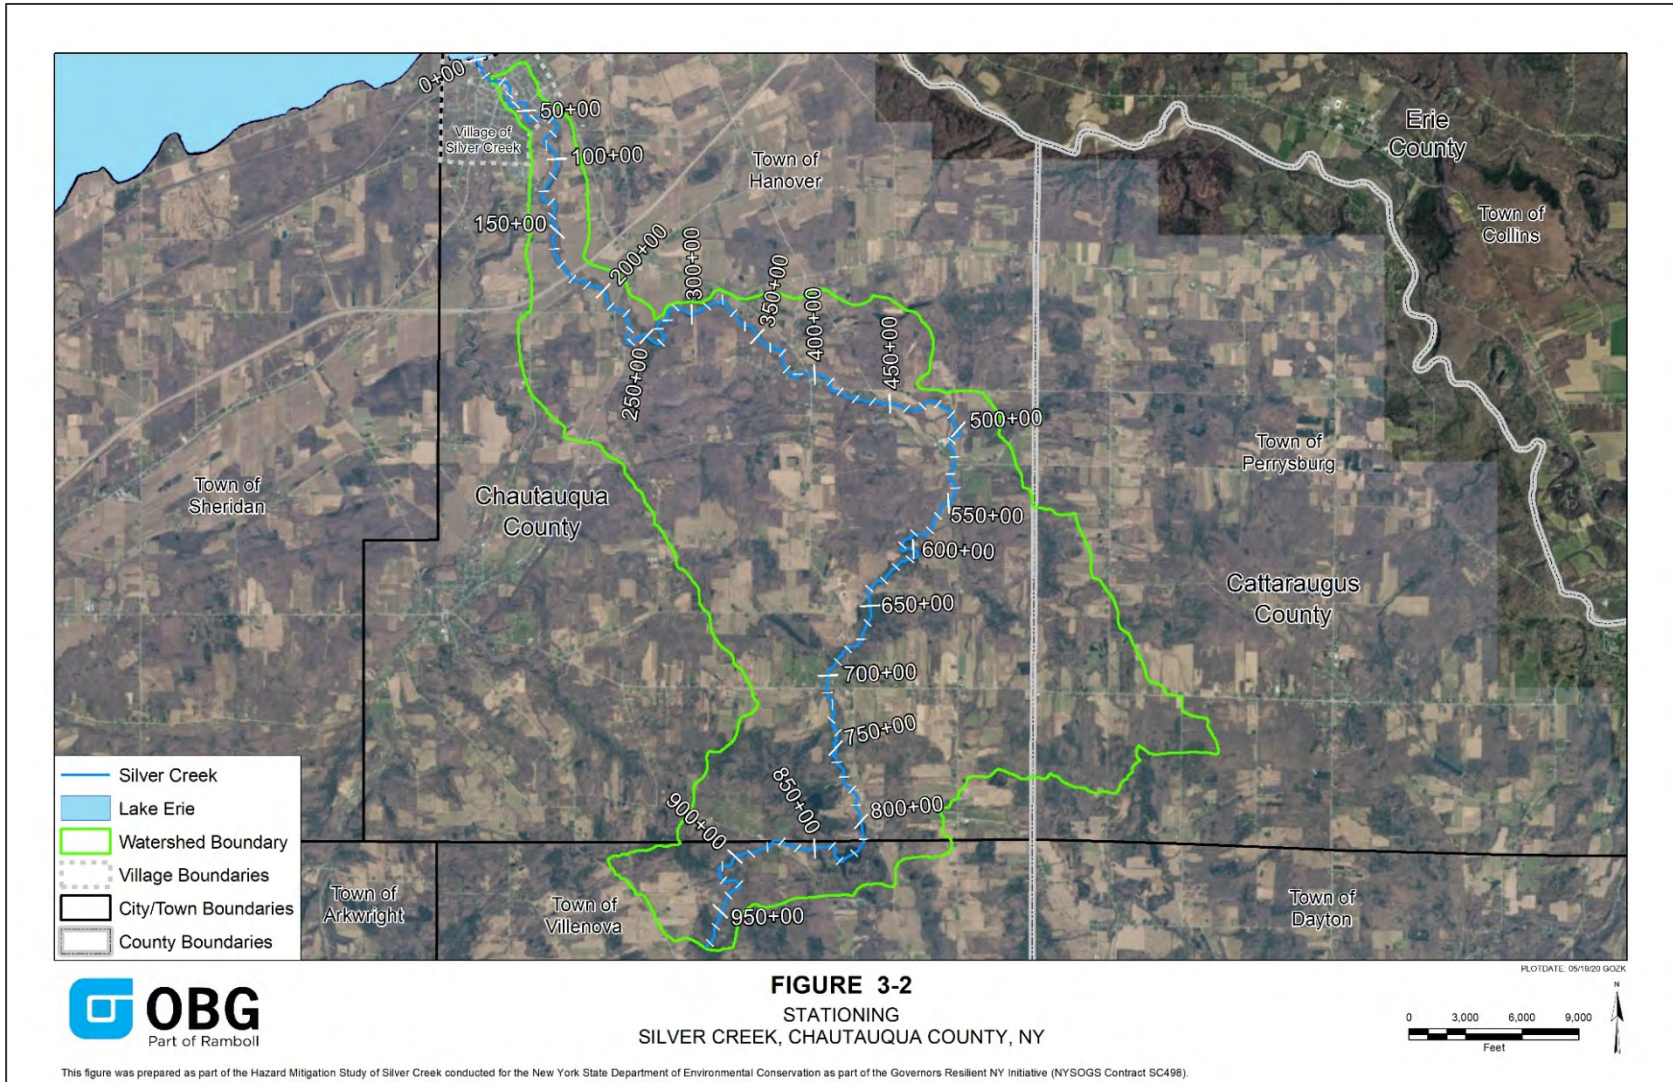 0+00
50+00
Village of
Silver Creek
100+00
Town of
Hanover
Erie
County
Town of
Collins
150+00
200+00
300+00
350+00
400+00
450+00
250+00
500+00
Town of
Perrysburg
Town of
Sheridan
Chautauqua
County
550+00
600+00
Cattaraugus
County
650+00
700+00
750+00
800+00
850+00
900+00
950+00
Town of
Arkwright
Town of
Villenova
Town of
Dayton
Silver Creek
Lake Erie
Watershed Boundary
Village Boundaries
City/Town Boundaries
County Boundaries
PLOTDATE: 05/19/20 GOZK
OBG
Part of Ramboll
FIGURE 3-2
STATIONING
SILVER CREEK, CHAUTAUQUA COUNTY, NY
N
0 3,000 6,000 9,000
Feet
This figure was prepared as part of the Hazard Mitigation Study of Silver Creek conducted for the New York State Department of Environmental Conservation as part of the Governors Resilient NY Initiative (NYSOGS Contract SC498).